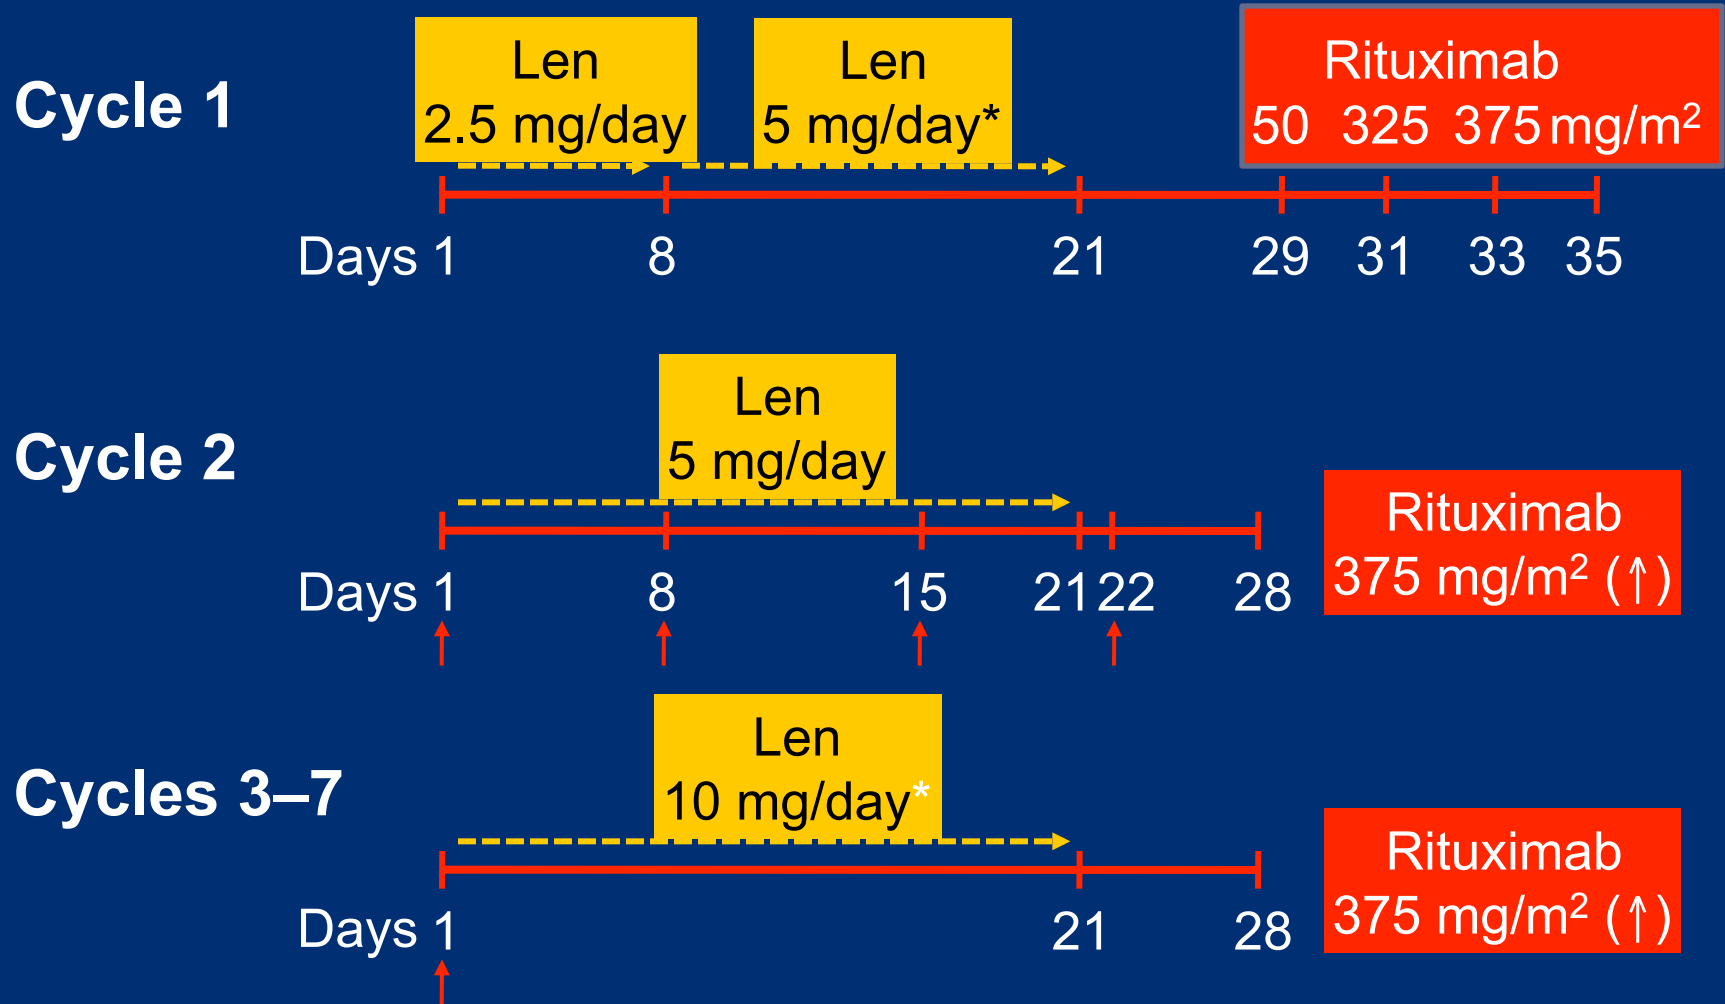 Cycle 1
Len
2.5 mg/day
Len
5 mg/day*
Rituximab
50 325 375 mg/m²
Days 1 8 21 29 31 33 35
Cycle 2
Len
5 mg/day
Rituximab
375 mg/m² (↑)
Days 1 8 15 21 22 28
Cycles 3–7
Len
10 mg/day*
Rituximab
375 mg/m² (↑)
Days 1 21 28